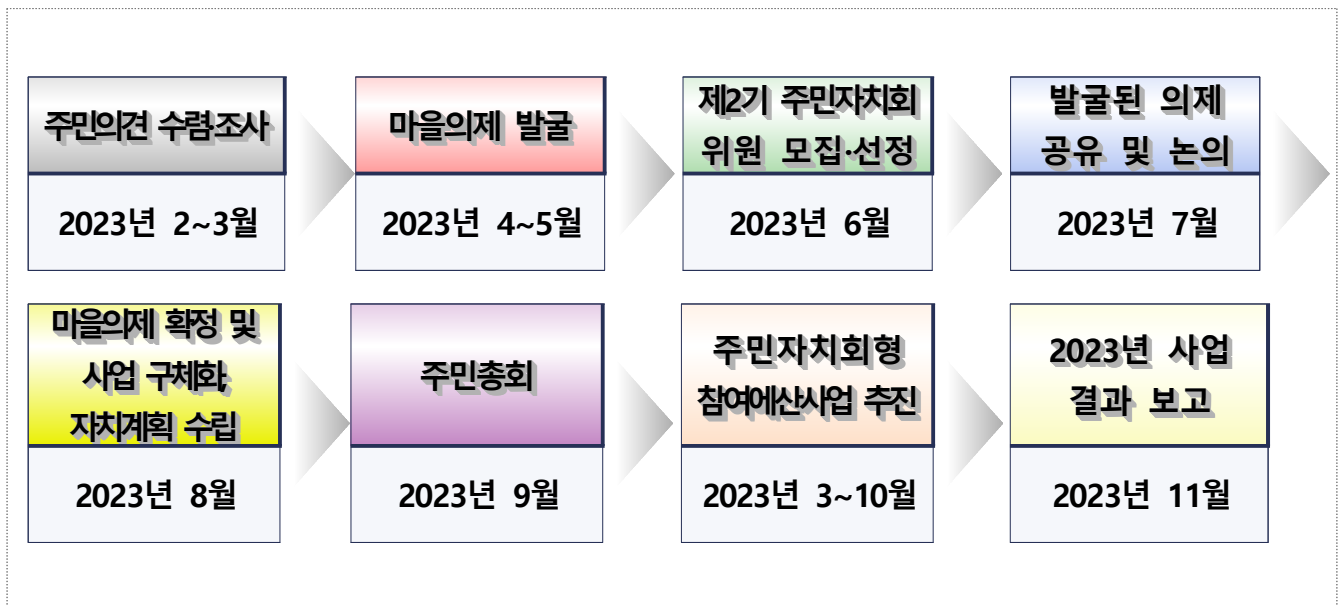 주민의견 수렴·조사
2023년 2~3월
마을의제 발굴
2023년 4~5월
제2기 주민자치회
위원 모집·선정
2023년 6월
발굴된 의제
공유 및 논의
2023년 7월
마을의제 확정 및
사업 구체화,
자치계획 수립
2023년 8월
주민총회
2023년 9월
주민자치회형
참여예산사업 추진
2023년 3~10월
2023년 사업
결과 보고
2023년 11월